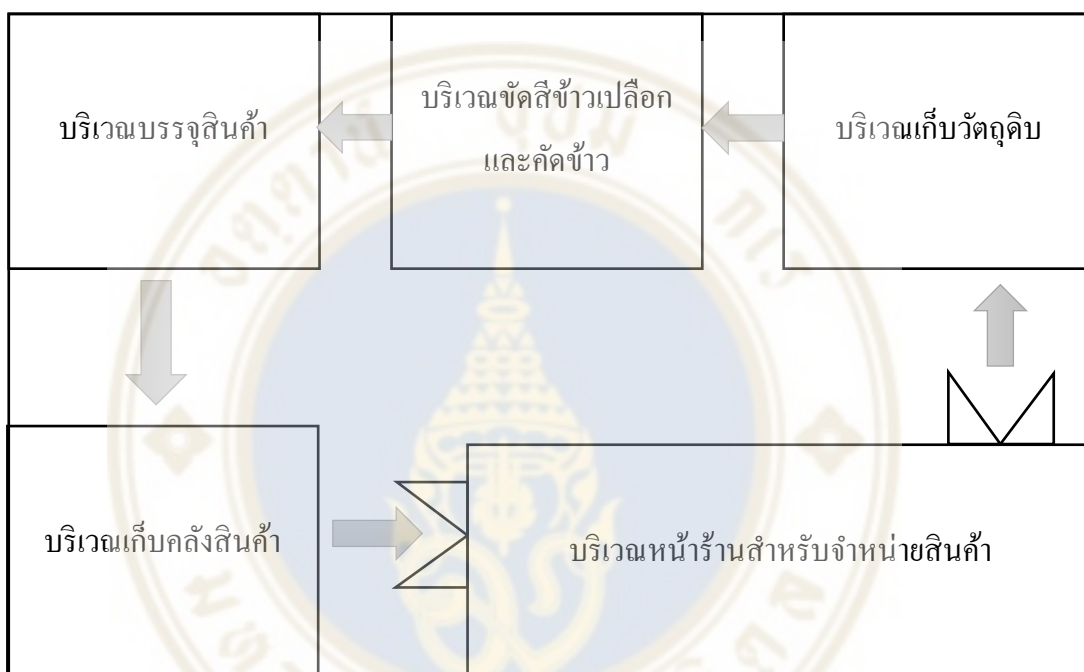 บริเวณบรรจุสินค้า
บริเวณขัดสีข้าวเปลือก
และคัดข้าว
บริเวณเก็บวัตถุดิบ
บริเวณเก็บคลังสินค้า
บริเวณหน้าร้านสำหรับจำหน่ายสินค้า